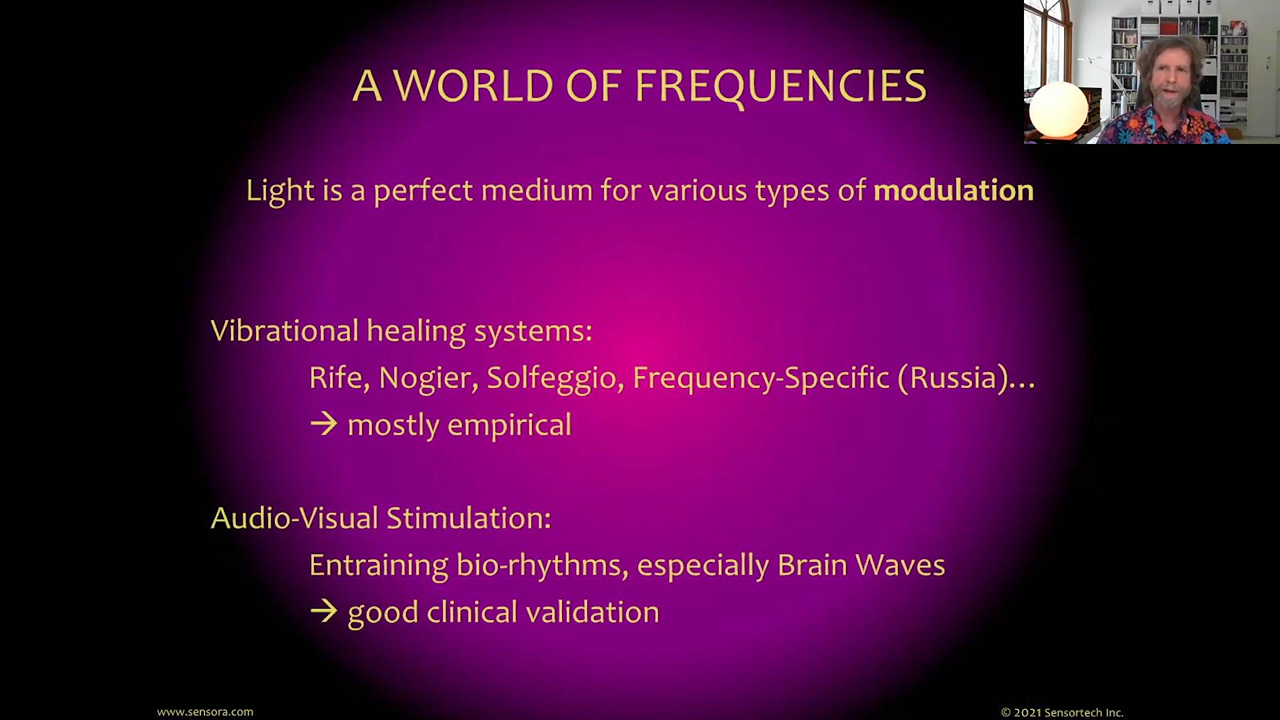 A WORLD OF FREQUENCIES
Light is a perfect medium for various types of modulation
Vibrational healing systems:
Rife, Nogier, Solfeggio, Frequency-Specific (Russia)…
→ mostly empirical
Audio-Visual Stimulation:
Entraining bio-rhythms, especially Brain Waves
→ good clinical validation
www.sensora.com
© 2021 Sensortech Inc.